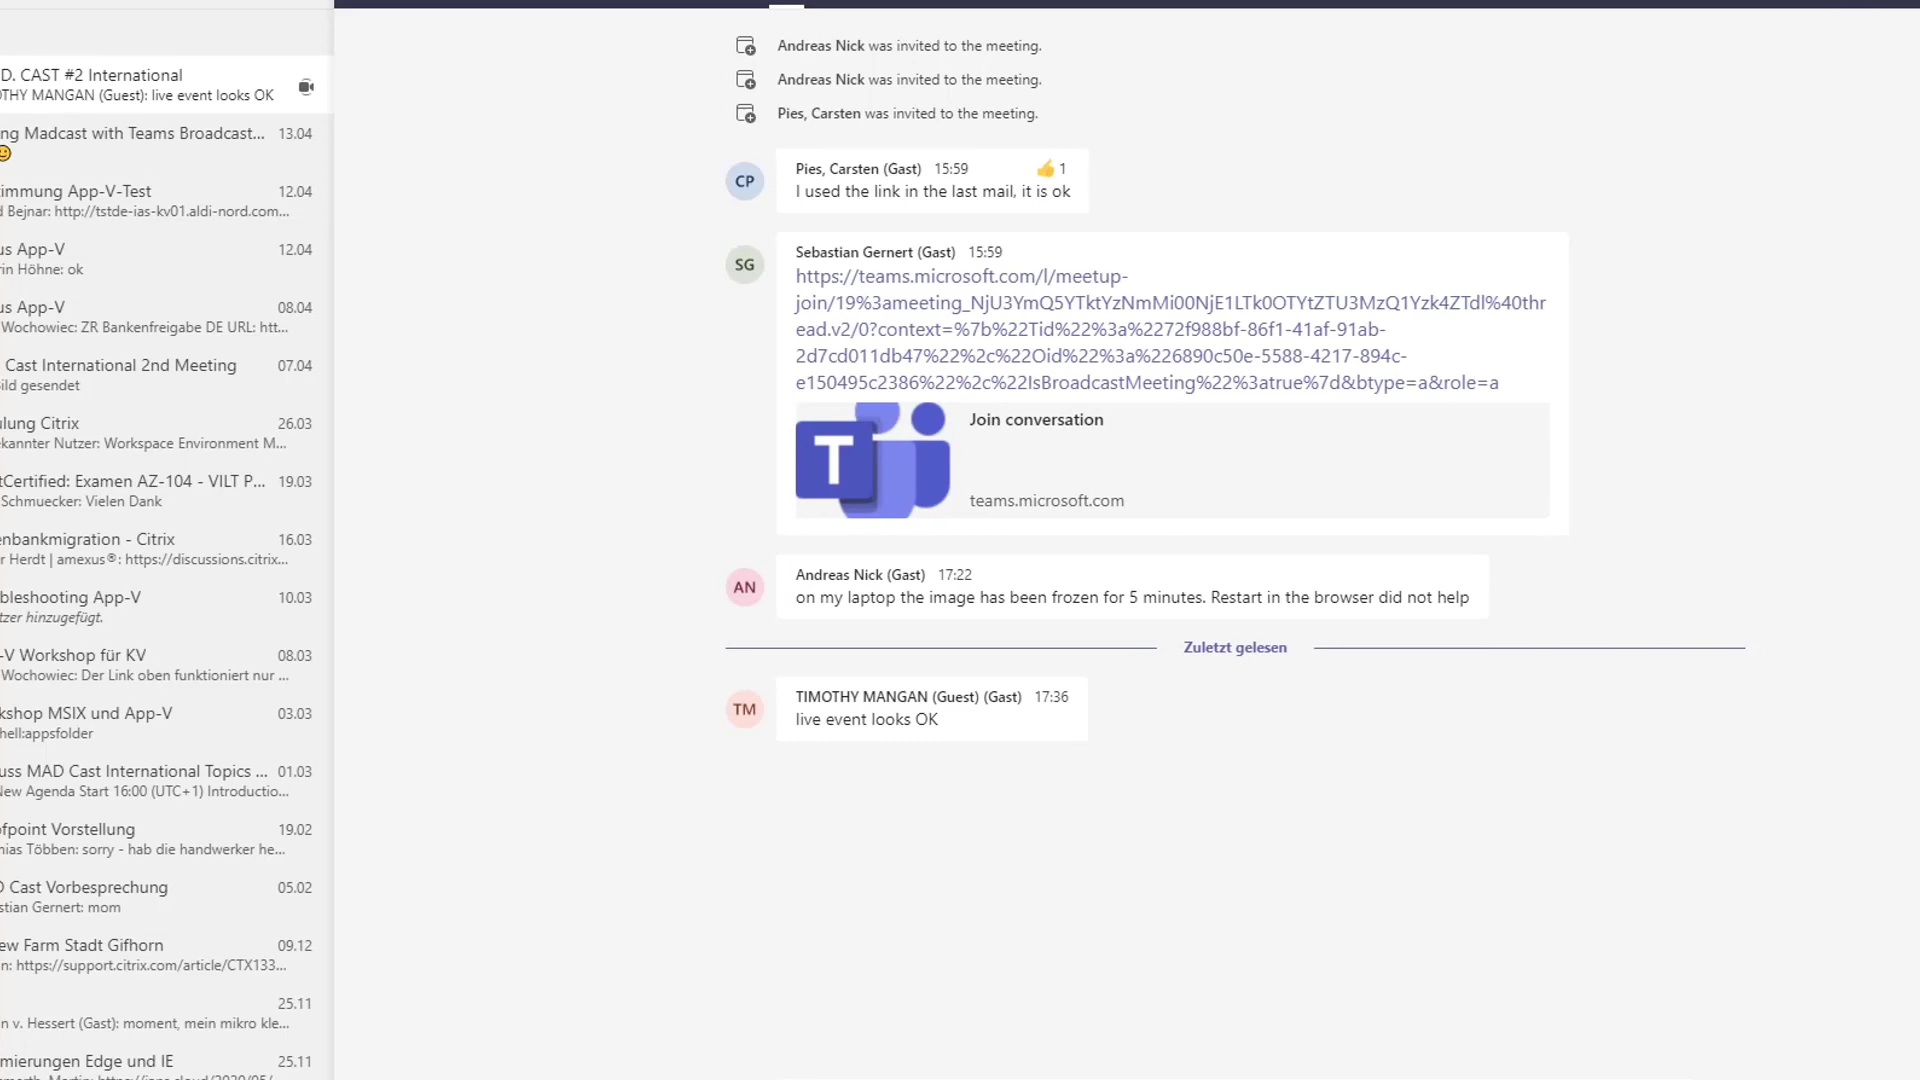 D. CAST #2 International
OTHY MANGAN (Guest): live event looks OK
ng Madcast with Teams Broadcast... 13.04
timmung App-V-Test 12.04
d Bejnar: http://tstde-ias-kv01.aldi-nord.com...
us App-V 12.04
rin Höhne: ok
us App-V 08.04
Wochowiec: ZR Bankenfreigabe DE URL: htt...
Cast International 2nd Meeting 07.04
ild gesendet
ulung Citrix 26.03
ekannter Nutzer: Workspace Environment M...
tCertified: Examen AZ-104 - VILT P... 19.03
Schmuecker: Vielen Dank
enbankmigration - Citrix 16.03
r Herdt | amexus®: https://discussions.citrix...
bleshooting App-V 10.03
tzer hinzugefügt.
-V Workshop für KV 08.03
Wochowiec: Der Link oben funktioniert nur ...
kshop MSIX und App-V 03.03
hell:appsfolder
uss MAD Cast International Topics ... 01.03
New Agenda Start 16:00 (UTC+1) Introductio...
ofpoint Vorstellung 19.02
hias Többen: sorry - hab die handwerker he...
D Cast Vorbesprechung 05.02
stian Gernert: mom
ew Farm Stadt Gifhorn 09.12
n: https://support.citrix.com/article/CTX133...
25.11
n v. Hessert (Gast): moment, mein mikro kle...
mierungen Edge und IE 25.11
Andreas Nick was invited to the meeting.
Andreas Nick was invited to the meeting.
Pies, Carsten was invited to the meeting.
CP
Pies, Carsten (Gast) 15:59 👍 1
I used the link in the last mail, it is ok
SG
Sebastian Gernert (Gast) 15:59
https://teams.microsoft.com/l/meetup-
join/19%3ameeting_NjU3YmQ5YTktYzNmMi00NjE1LTk0OTYtZTU3MzQ1Yzk4ZTdl%40thr
ead.v2/0?context=%7b%22Tid%22%3a%2272f988bf-86f1-41af-91ab-
2d7cd011db47%22%2c%22Oid%22%3a%226890c50e-5588-4217-894c-
e150495c2386%22%2c%22IsBroadcastMeeting%22%3atrue%7d&btype=a&role=a
T
Join conversation
teams.microsoft.com
AN
Andreas Nick (Gast) 17:22
on my laptop the image has been frozen for 5 minutes. Restart in the browser did not help
Zuletzt gelesen
TM
TIMOTHY MANGAN (Guest) (Gast) 17:36
live event looks OK